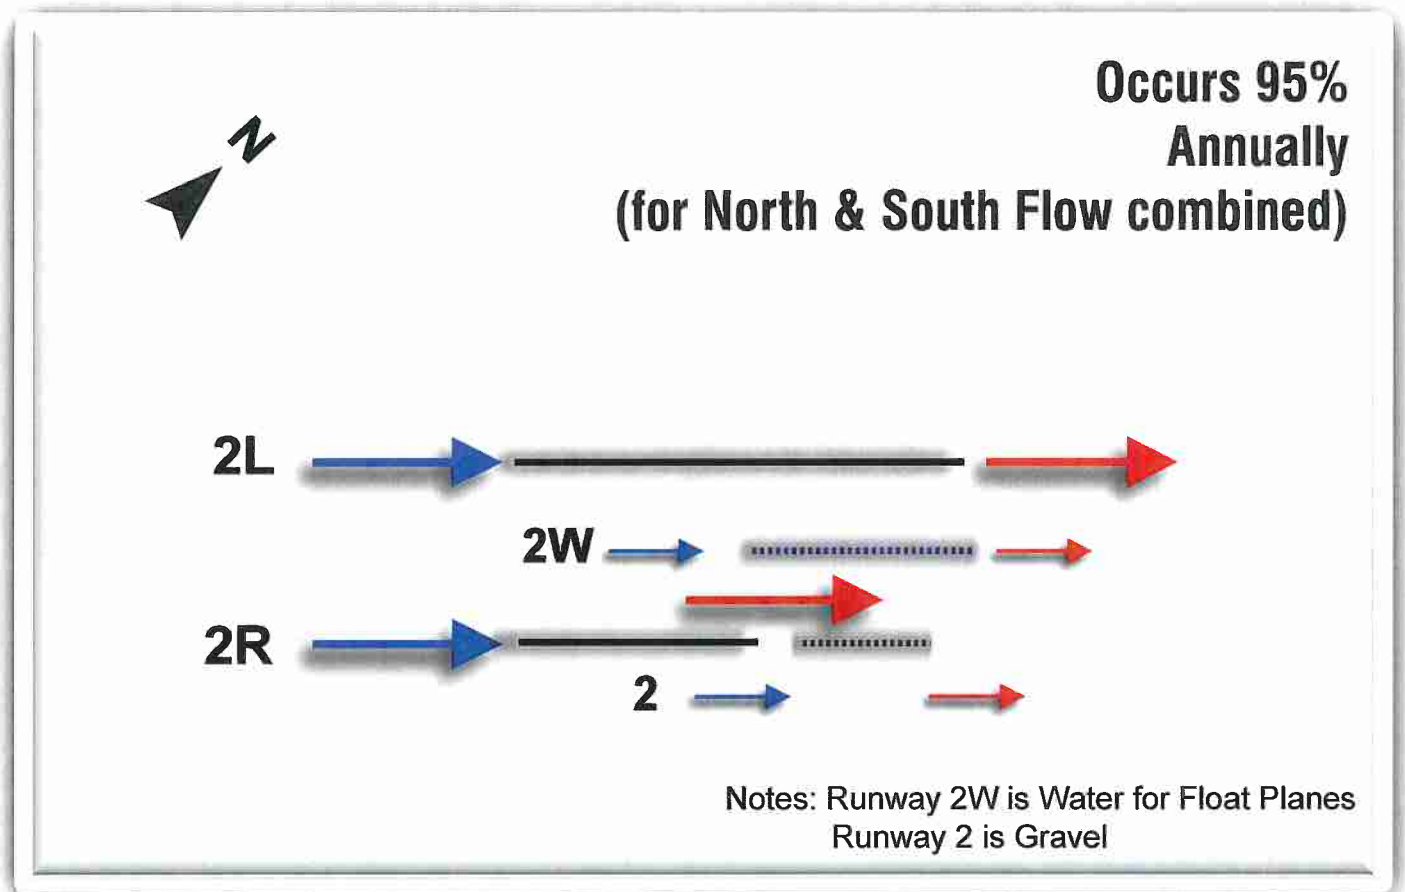 Occurs 95%
Annually
(for North & South Flow combined)
N
2L
2W
2R
2
Notes: Runway 2W is Water for Float Planes
Runway 2 is Gravel